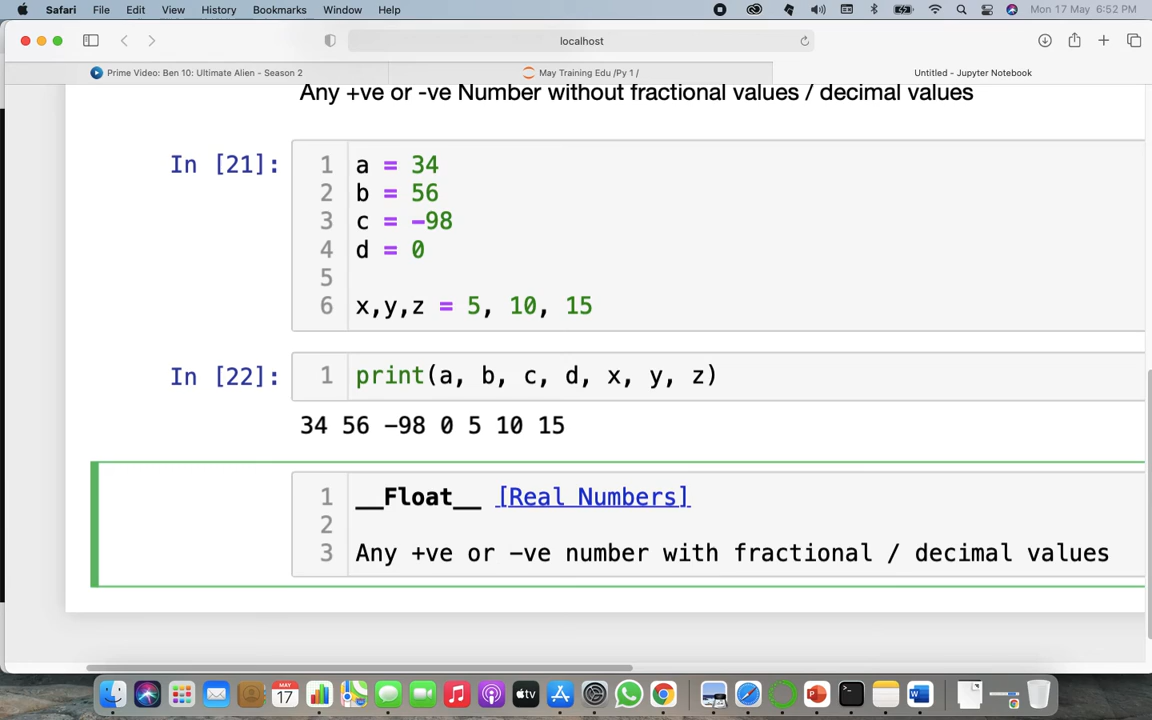 Safari File Edit View History Bookmarks Window Help Mon 17 May 6:52 PM
localhost
Prime Video: Ben 10: Ultimate Alien - Season 2
May Training Edu /Py 1 /
Untitled - Jupyter Notebook
Any +ve or -ve Number without fractional values / decimal values
In [21]:
1 a = 34
2 b = 56
3 c = -98
4 d = 0
5
6 x,y,z = 5, 10, 15
In [22]:
1 print(a, b, c, d, x, y, z)
34 56 -98 0 5 10 15
1 __Float__ [Real Numbers]
2
3 Any +ve or -ve number with fractional / decimal values
MAY
17
tv